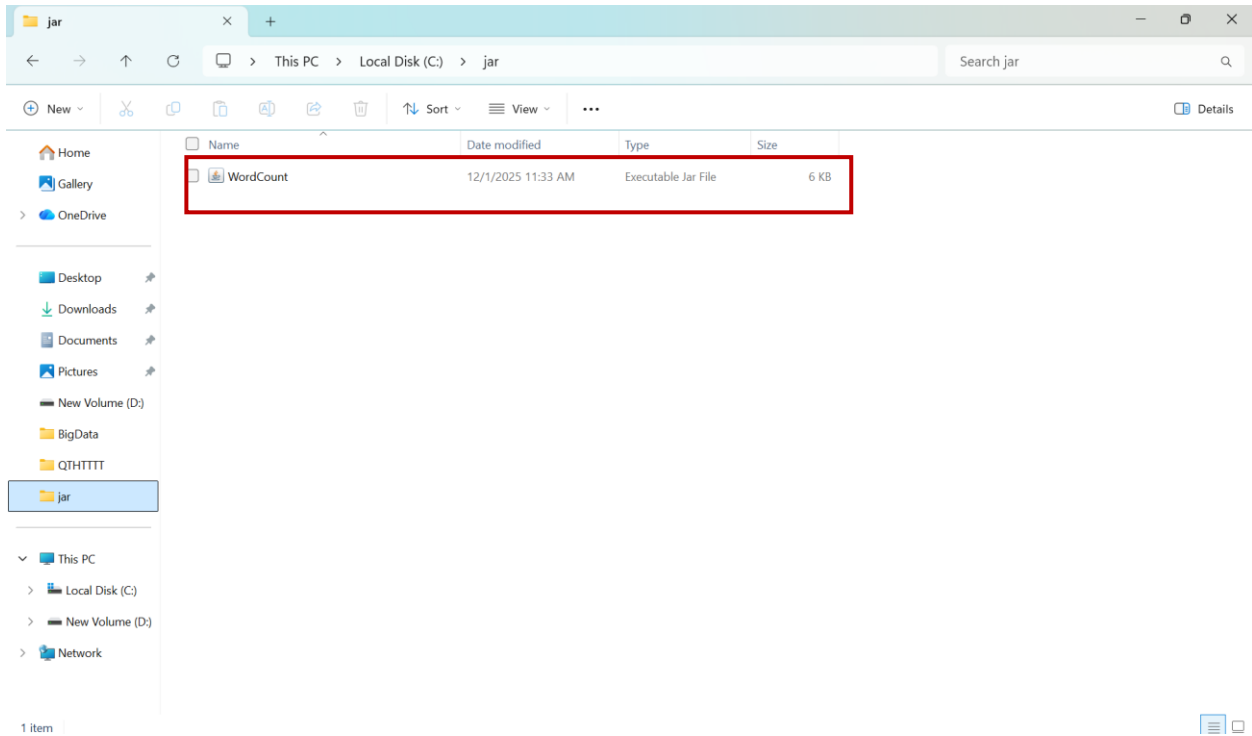 jar
This PC > Local Disk (C:) > jar
Search jar
New
Sort
View
Details
Name
Date modified
Type
Size
WordCount
12/1/2025 11:33 AM
Executable Jar File
6 KB
Home
Gallery
OneDrive
Desktop
Downloads
Documents
Pictures
New Volume (D:)
BigData
QTHTTTT
jar
This PC
Local Disk (C:)
New Volume (D:)
Network
1 item